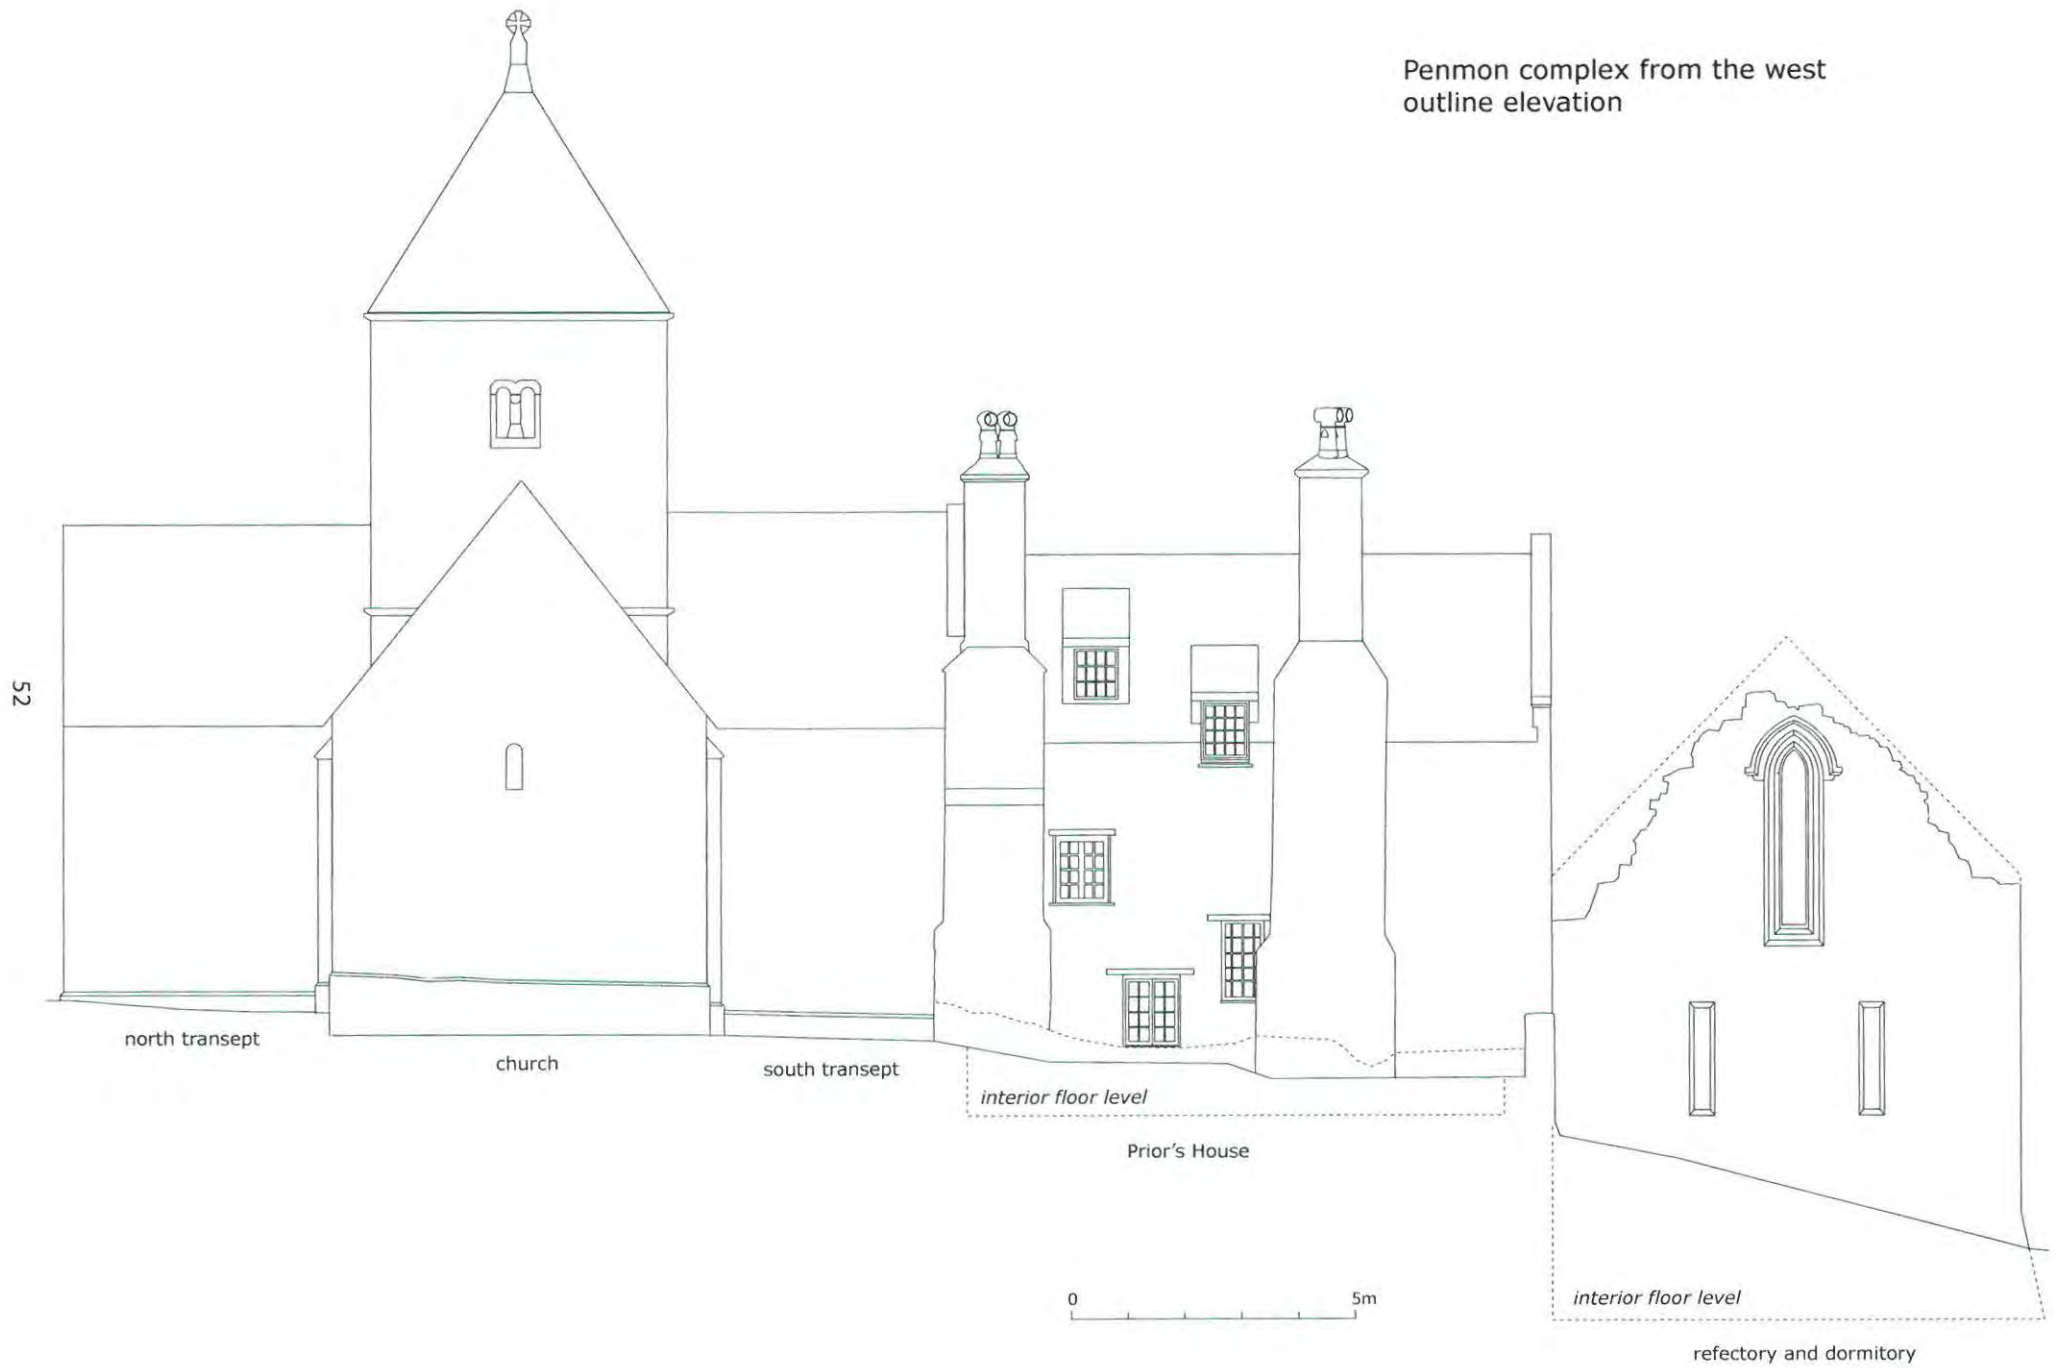 Penmon complex from the west
outline elevation
52
north transept
church
south transept
interior floor level
Prior's House
0
5m
interior floor level
refectory and dormitory